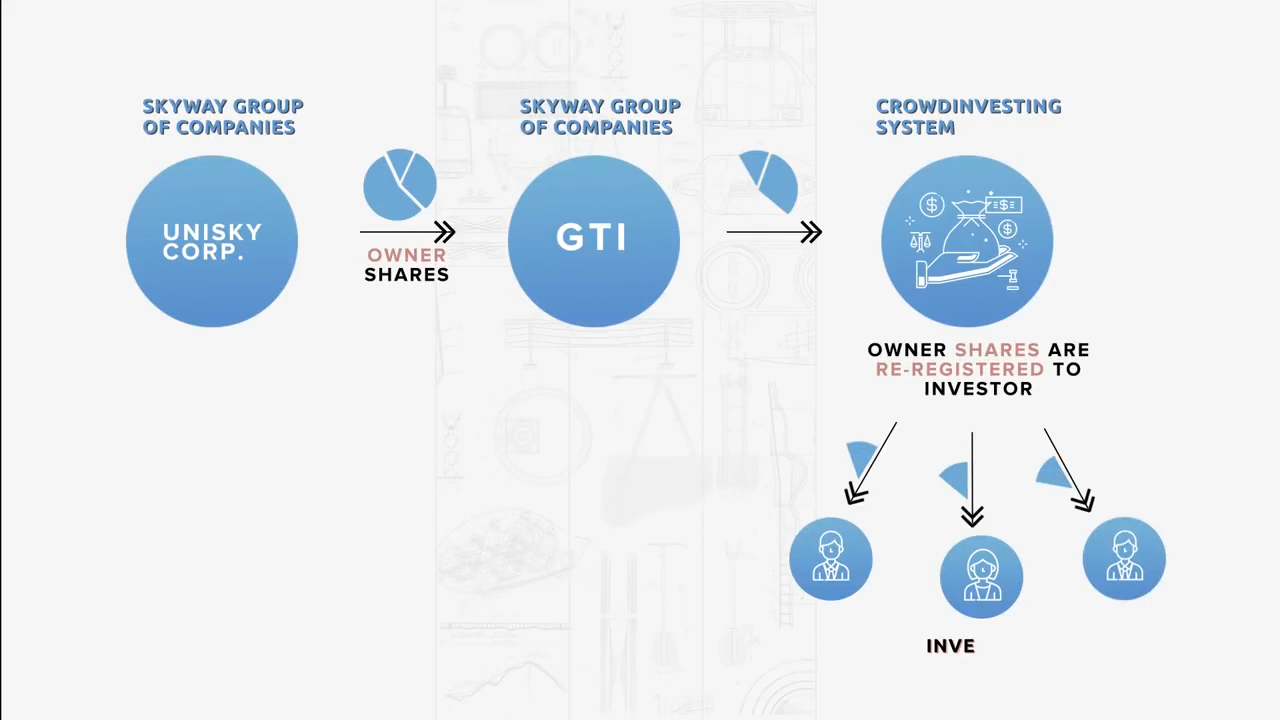 SKYWAY GROUP
OF COMPANIES
UNISKY
CORP.
OWNER
SHARES
SKYWAY GROUP
OF COMPANIES
GTI
CROWDINVESTING
SYSTEM
OWNER SHARES ARE
RE-REGISTERED TO
INVESTOR
INVE